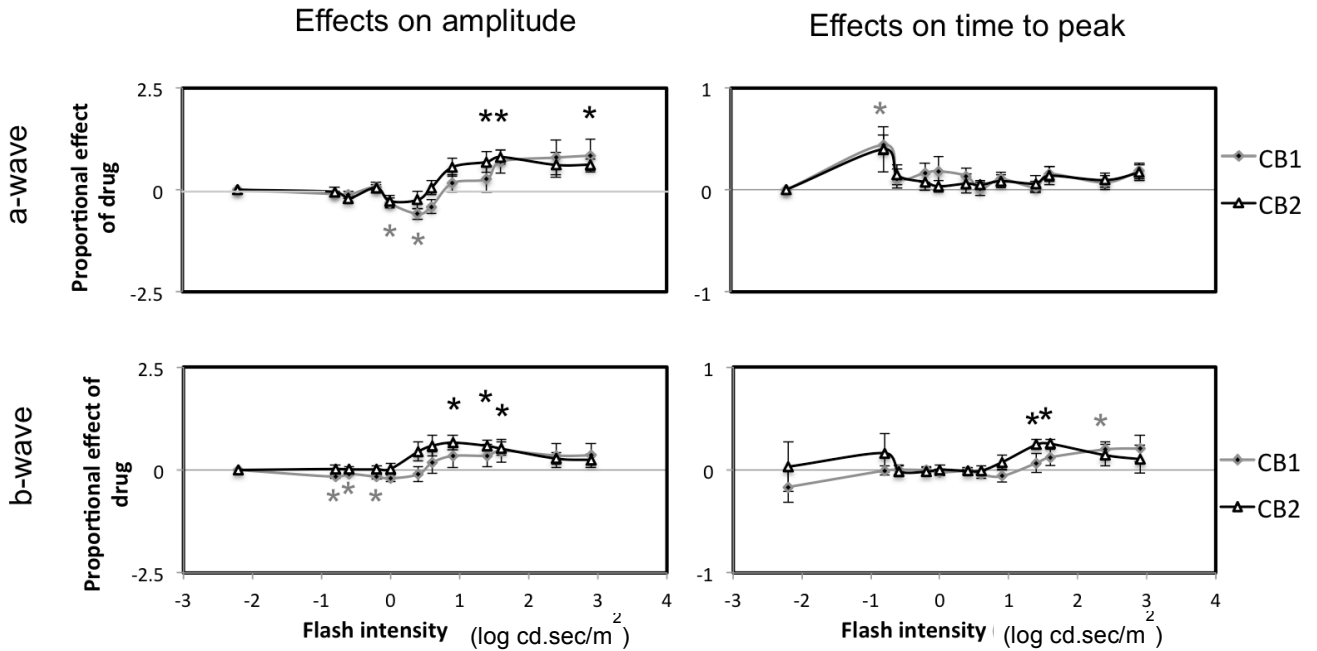 Effects on amplitude
Effects on time to peak
a-wave
Proportional effect
of drug
2.5
0
-2.5
* * * * *
1
0
-1
*
CB1
CB2
b-wave
Proportional effect of
drug
2.5
0
-2.5
* * * * * *
-3 -2 -1 0 1 2 3 4
Flash intensity (log cd.sec/m2)
1
0
-1
* * *
-3 -2 -1 0 1 2 3 4
Flash intensity (log cd.sec/m2)
CB1
CB2